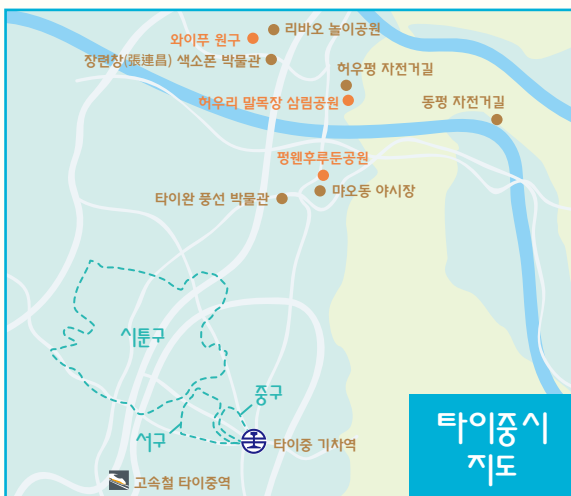 리바오 놀이공원
와이푸 원구
장련창(張連昌) 색소폰 박물관
허우펑 자전거길
허우리 말목장 삼림공원
동펑 자전거길
펑웬후루둔공원
먀오동 야시장
타이완 풍선 박물관
시툰구
중구
서구
타이중 기차역
고속철 타이중역
타이중시
지도